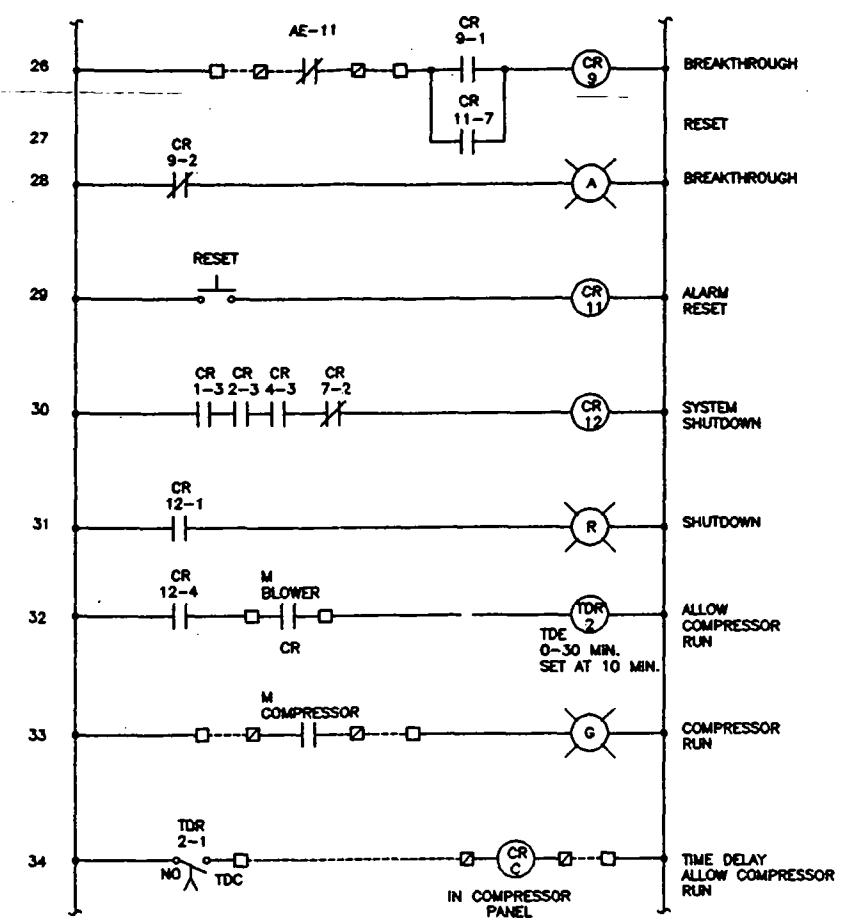 AE-11
CR
9-1
26
CR
9
BREAKTHROUGH
CR
11-7
RESET
27
CR
9-2
28
A
BREAKTHROUGH
RESET
29
CR
11
ALARM
RESET
CR CR CR CR
1-3 2-3 4-3 7-2
30
CR
12
SYSTEM
SHUTDOWN
CR
12-1
31
R
SHUTDOWN
CR
12-4
M
BLOWER
32
CR
TDR
2
TDE
0-30 MIN.
SET AT 10 MIN.
ALLOW
COMPRESSOR
RUN
M
COMPRESSOR
33
G
COMPRESSOR
RUN
TDR
2-1
34
NO
TDC
CR
C
IN COMPRESSOR
PANEL
TIME DELAY
ALLOW COMPRESSOR
RUN